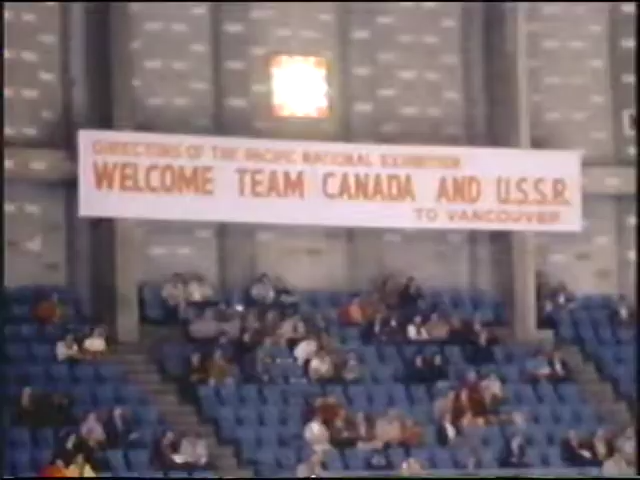 DIRECTORS OF THE PACIFIC NATIONAL EXHIBITION
WELCOME TEAM CANADA AND U.S.S.R.
TO VANCOUVER